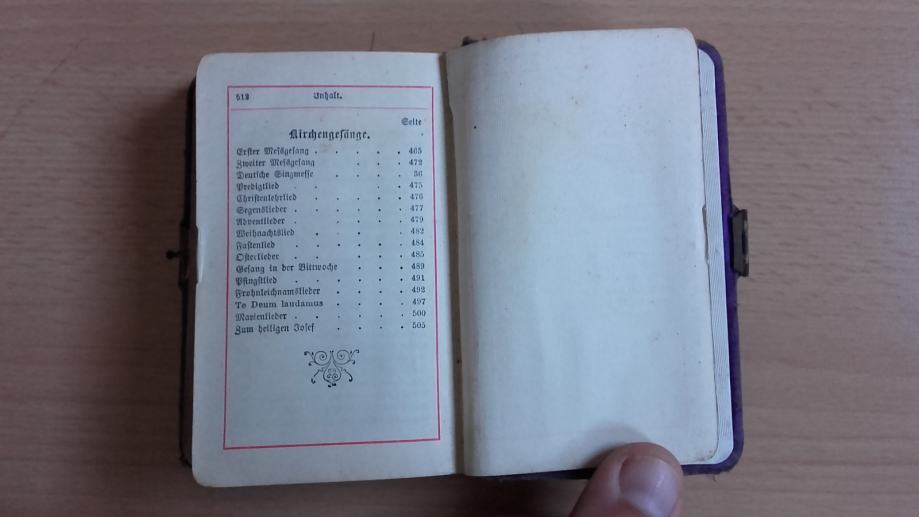 512 Inhalt.
Seite
Kirchengesänge.
Erster Messgesang . . . . . 465
Zweiter Messgesang . . . . 472
Deutsche Singmesse . . . . 36
Predigtlied . . . . . 475
Christenlehrlied . . . . 476
Segenslieder . . . . . 477
Adventlieder . . . . . 479
Weihnachtslied . . . . 482
Fastenlied . . . . . 484
Osterlieder . . . . . 485
Gesang in der Bittwoche . . . 489
Pfingstlied . . . . . 491
Frohnleichnamslieder . . . . 492
Te Deum laudamus . . . . 497
Marienlieder . . . . . 500
Zum heiligen Josef . . . . 505